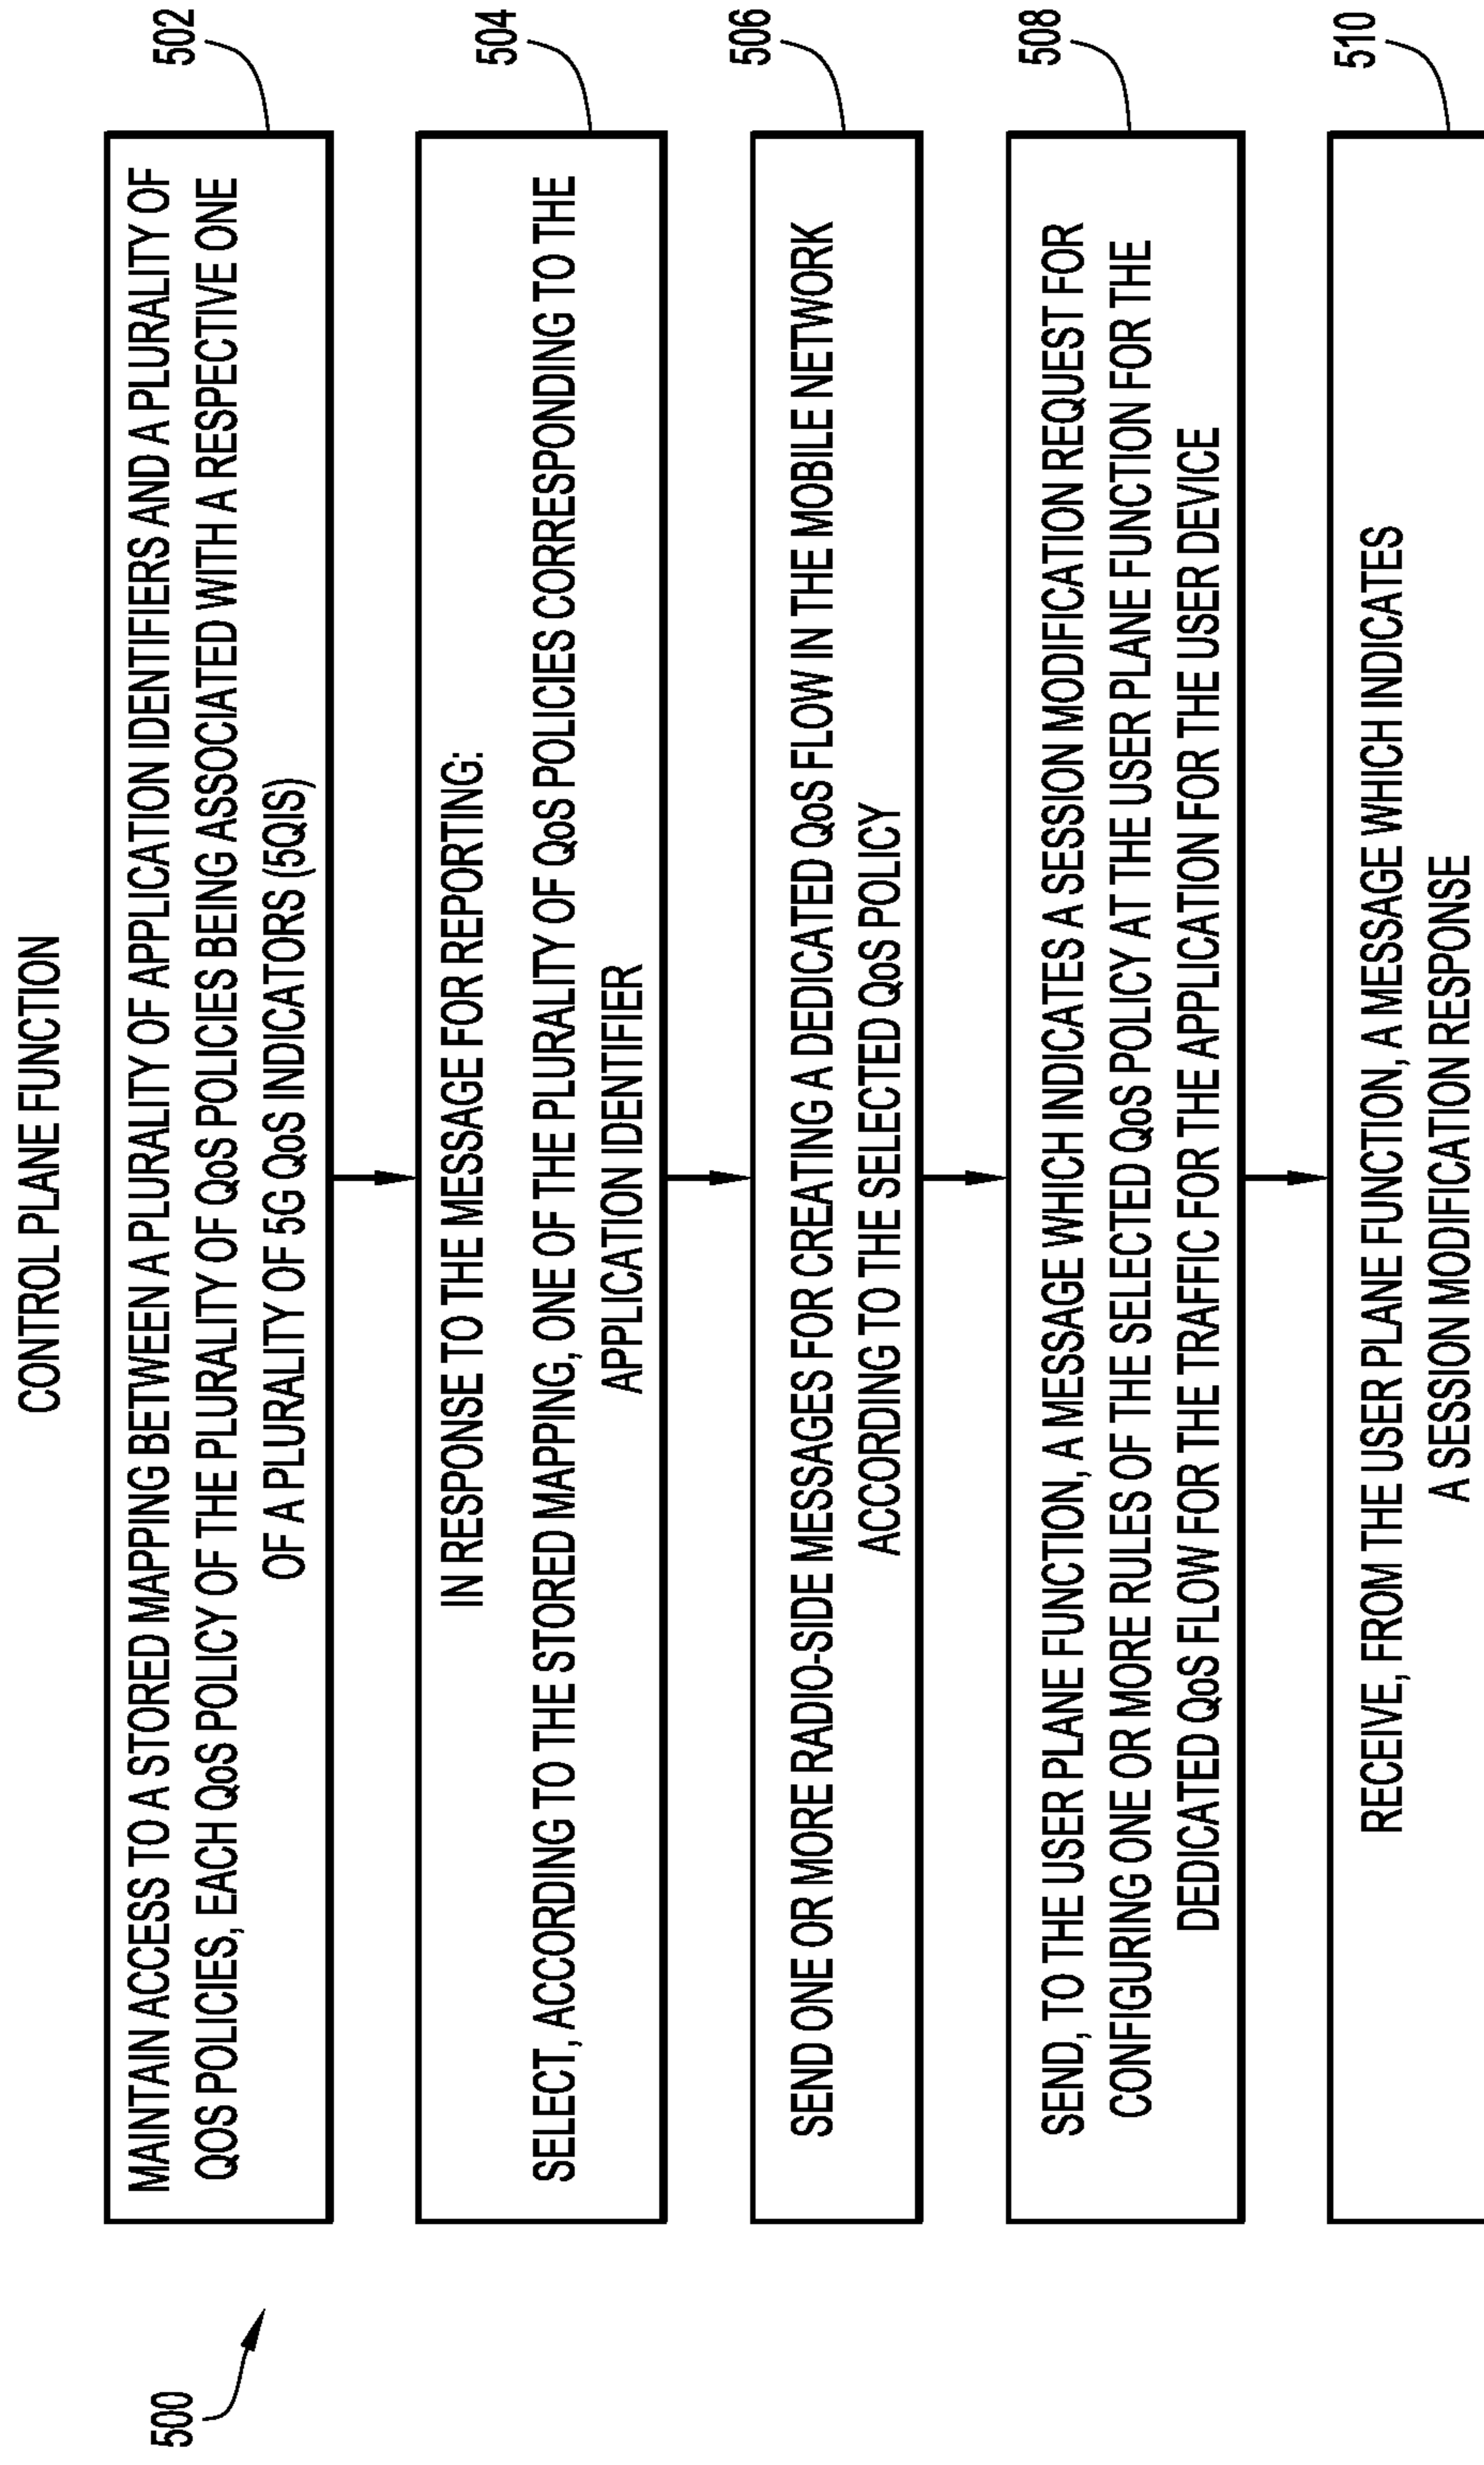 CONTROL PLANE FUNCTION
500
502
MAINTAIN ACCESS TO A STORED MAPPING BETWEEN A PLURALITY OF APPLICATION IDENTIFIERS AND A PLURALITY OF
QOS POLICIES, EACH QoS POLICY OF THE PLURALITY OF QoS POLICIES BEING ASSOCIATED WITH A RESPECTIVE ONE
OF A PLURALITY OF 5G QoS INDICATORS (5QIS)
504
IN RESPONSE TO THE MESSAGE FOR REPORTING:
SELECT, ACCORDING TO THE STORED MAPPING, ONE OF THE PLURALITY OF QoS POLICIES CORRESPONDING TO THE
APPLICATION IDENTIFIER
506
SEND ONE OR MORE RADIO-SIDE MESSAGES FOR CREATING A DEDICATED QoS FLOW IN THE MOBILE NETWORK
ACCORDING TO THE SELECTED QoS POLICY
508
SEND, TO THE USER PLANE FUNCTION, A MESSAGE WHICH INDICATES A SESSION MODIFICATION REQUEST FOR
CONFIGURING ONE OR MORE RULES OF THE SELECTED QoS POLICY AT THE USER PLANE FUNCTION FOR THE
DEDICATED QoS FLOW FOR THE TRAFFIC FOR THE APPLICATION FOR THE USER DEVICE
510
RECEIVE, FROM THE USER PLANE FUNCTION, A MESSAGE WHICH INDICATES
A SESSION MODIFICATION RESPONSE